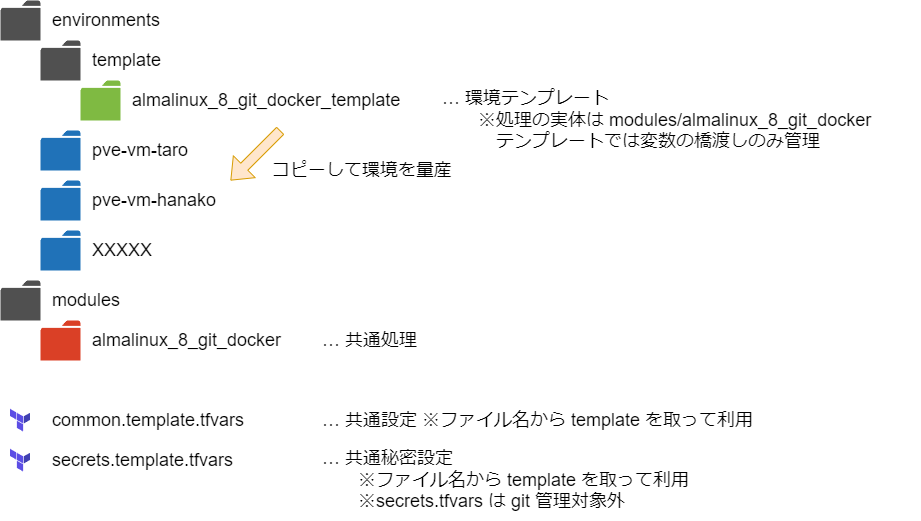 environments
template
almalinux_8_git_docker_template … 環境テンプレート
※処理の実体は modules/almalinux_8_git_docker
テンプレートでは変数の橋渡しのみ管理
pve-vm-taro
コピーして環境を量産
pve-vm-hanako
XXXXX
modules
almalinux_8_git_docker … 共通処理
common.template.tfvars … 共通設定 ※ファイル名から template を取って利用
secrets.template.tfvars … 共通秘密設定
※ファイル名から template を取って利用
※secrets.tfvars は git 管理対象外